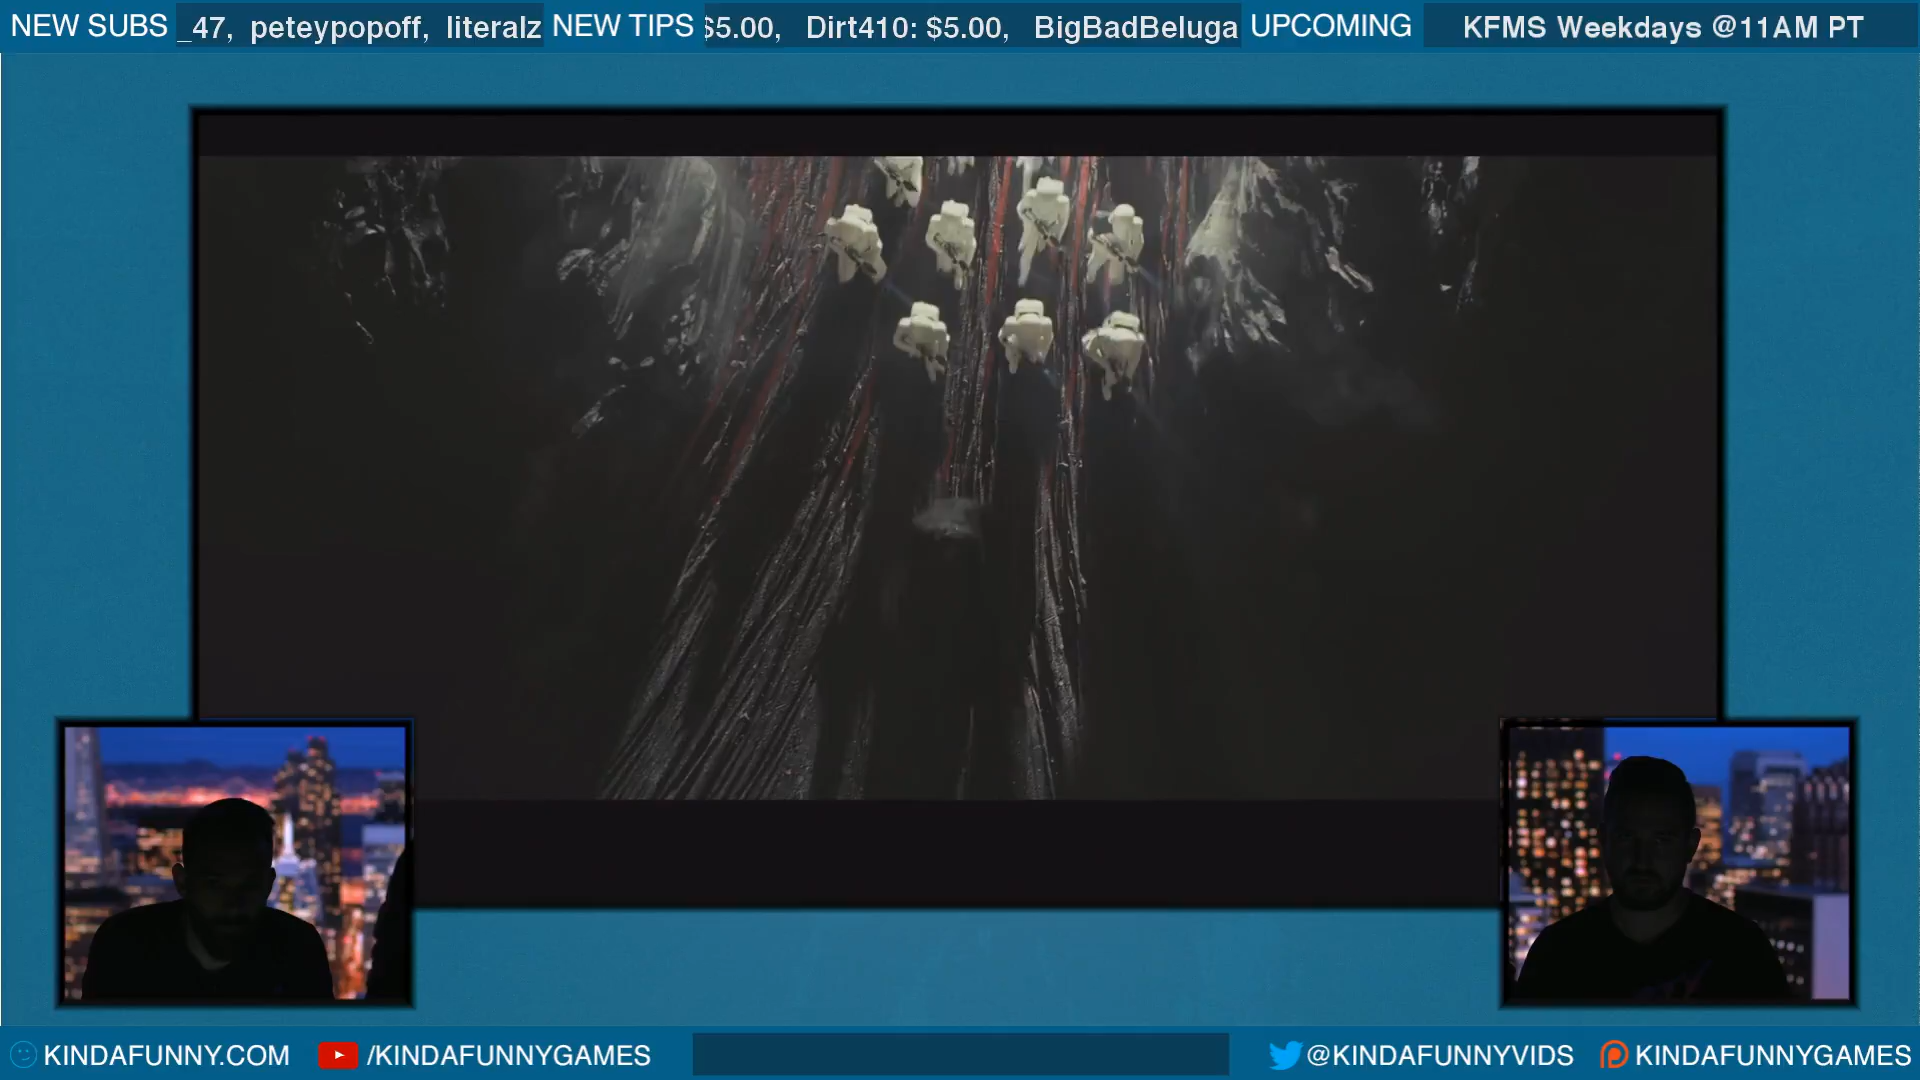 NEW SUBS _47, peteypopoff, literalz NEW TIPS $5.00, Dirt410: $5.00, BigBadBeluga UPCOMING KFMS Weekdays @11AM PT
KINDAFUNNY.COM /KINDAFUNNYGAMES @KINDAFUNNYVIDS KINDAFUNNYGAMES